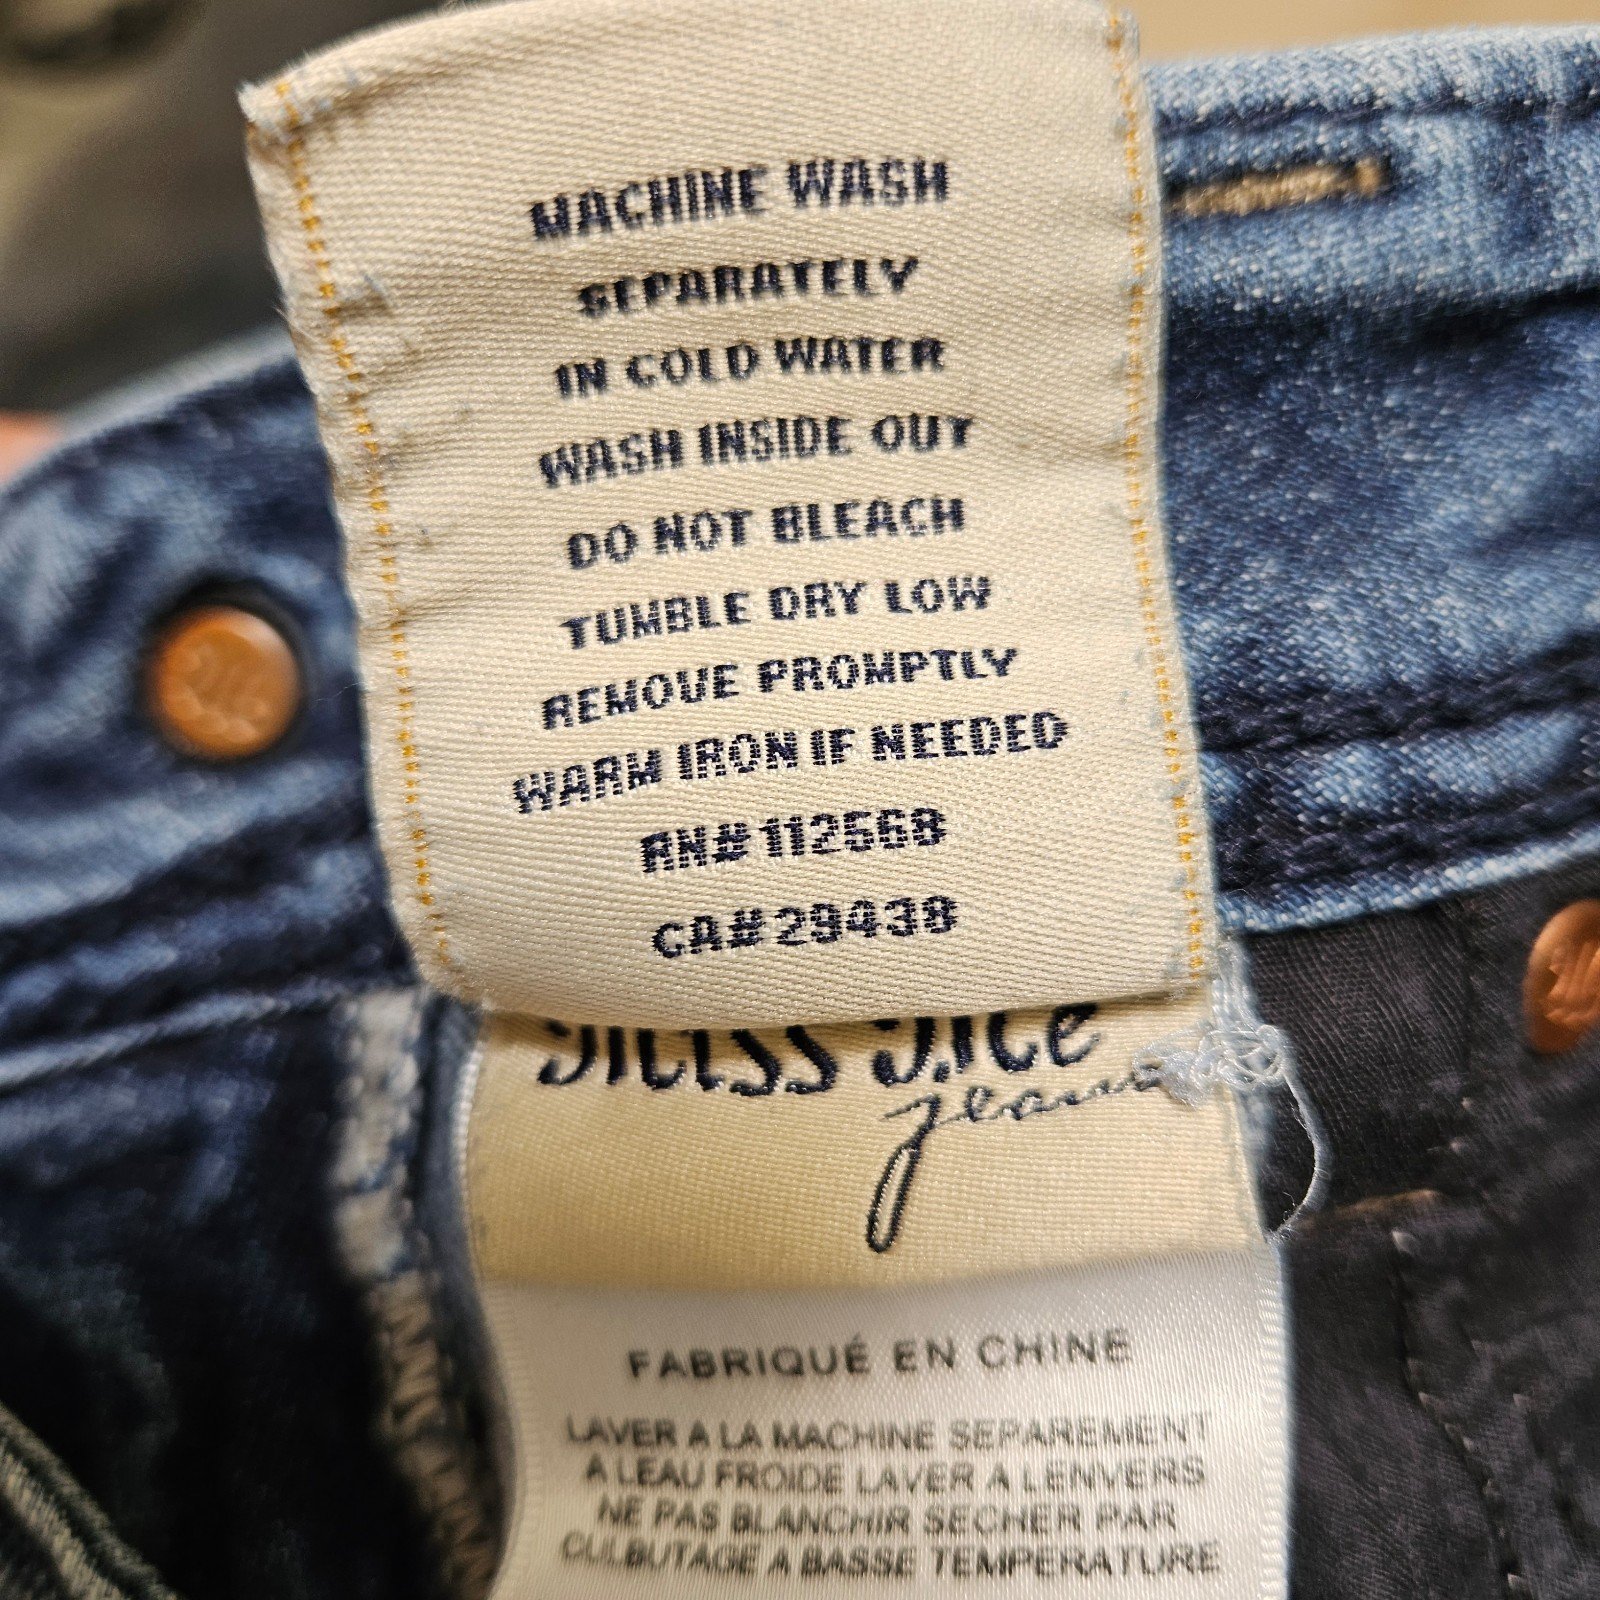 MACHINE WASH
SEPARATELY
IN COLD WATER
WASH INSIDE OUT
DO NOT BLEACH
TUMBLE DRY LOW
REMOVE PROMPTLY
WARM IRON IF NEEDED
RN# 112568
CA# 29438
Miss Me
Jeans
FABRIQUÉ EN CHINE
LAVER A LA MACHINE SEPAREMENT
A LEAU FROIDE LAVER A LENVERS
NE PAS BLANCHIR SECHER PAR
CULBUTAGE A BASSE TEMPERATURE